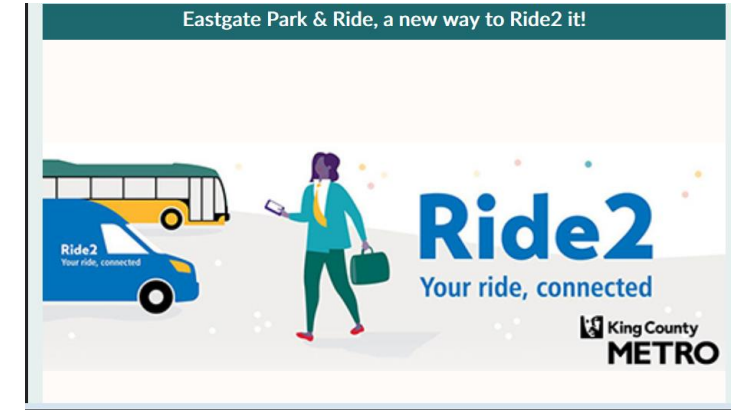 Eastgate Park & Ride, a new way to Ride2 it!
Ride2
Your ride, connected
Ride2
Your ride, connected
King County
METRO